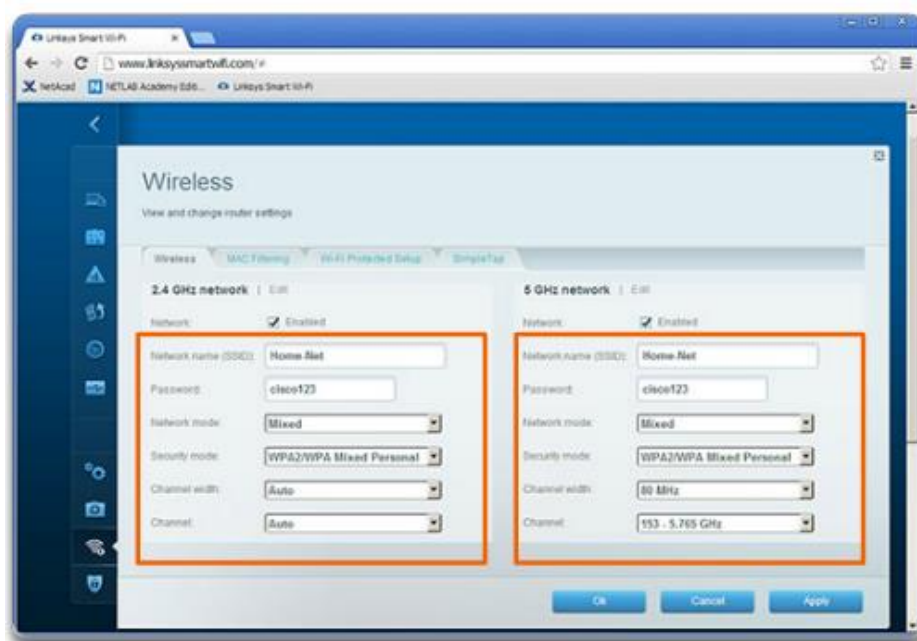 Linksys Smart Wi-Fi
www.linksyssmartwifi.com/#
NetAcad NETLAB Academy Edit... Linksys Smart Wi-Fi
Wireless
View and change router settings
Wireless MAC Filtering Wi-Fi Protected Setup SimpleTap
2.4 GHz network | Edit
Network: Enabled
Network name (SSID): Home-Net
Password: cisco123
Network mode: Mixed
Security mode: WPA2/WPA Mixed Personal
Channel width: Auto
Channel: Auto
5 GHz network | Edit
Network: Enabled
Network name (SSID): Home-Net
Password: cisco123
Network mode: Mixed
Security mode: WPA2/WPA Mixed Personal
Channel width: 80 MHz
Channel: 153 - 5.765 GHz
Ok Cancel Apply